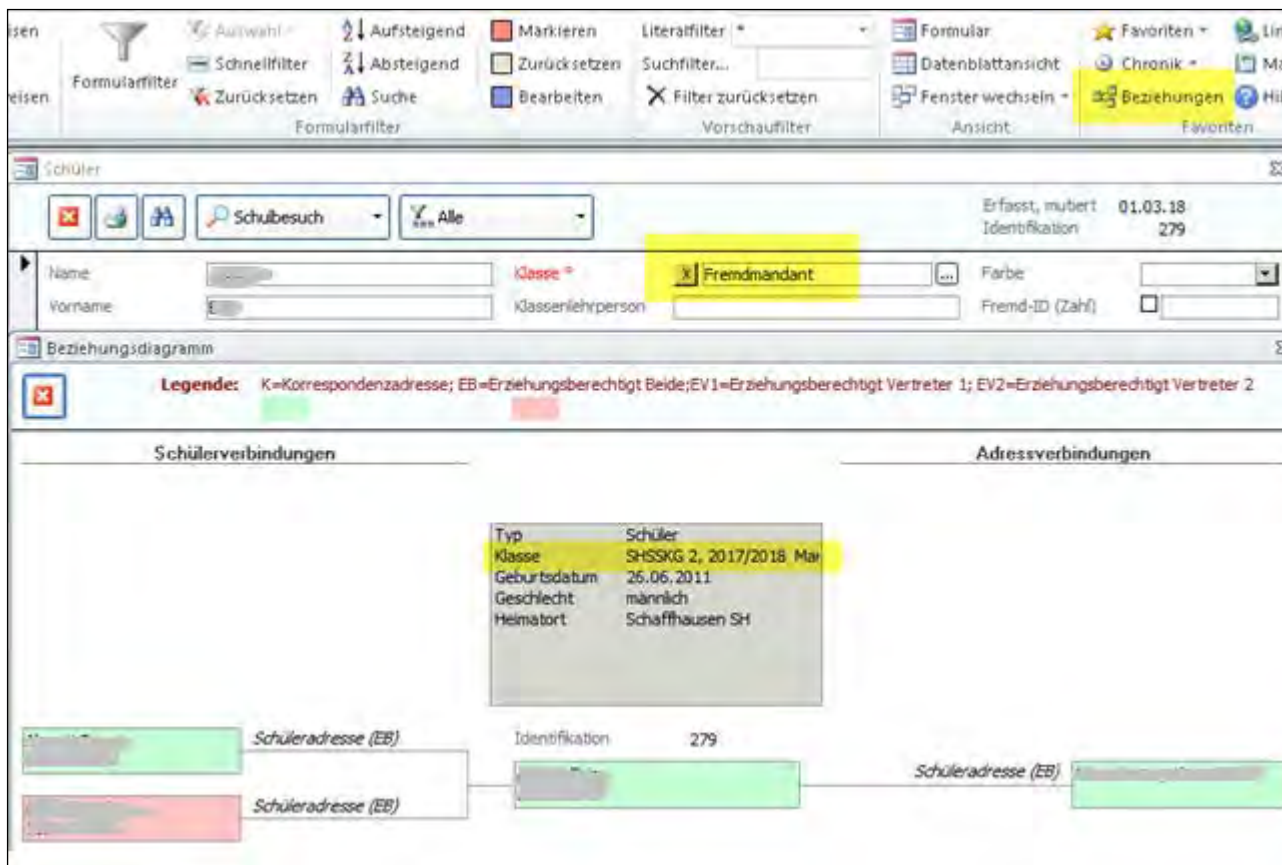 isen Auswahl Aufsteigend Markieren Literalfilter * Formular Favoriten
Formularfilter Schnellfilter Absteigend Zurücksetzen Suchfilter... Datenblattansicht Chronik
eisen Zurücksetzen Suche Bearbeiten Filter zurücksetzen Fenster wechseln Beziehungen
Formularfilter Vorschaufilter Ansicht Favoriten
Schüler
Schulbesuch Alle Erfasst, mutiert 01.03.18
Identifikation 279
Name Klasse * x Fremdmandant ... Farbe
Vorname Klassenlehrperson Fremd-ID (Zahl)
Beziehungsdiagramm
Legende: K=Korrespondenzadresse; EB=Erziehungsberechtigt Beide;EV1=Erziehungsberechtigt Vertreter 1; EV2=Erziehungsberechtigt Vertreter 2
Schülerverbindungen Adressverbindungen
Typ Schüler
Klasse SHSSKG 2, 2017/2018 Mar
Geburtsdatum 26.06.2011
Geschlecht männlich
Heimatort Schaffhausen SH
Schüleradresse (EB) Identifikation 279
Schüleradresse (EB)
Schüleradresse (EB)